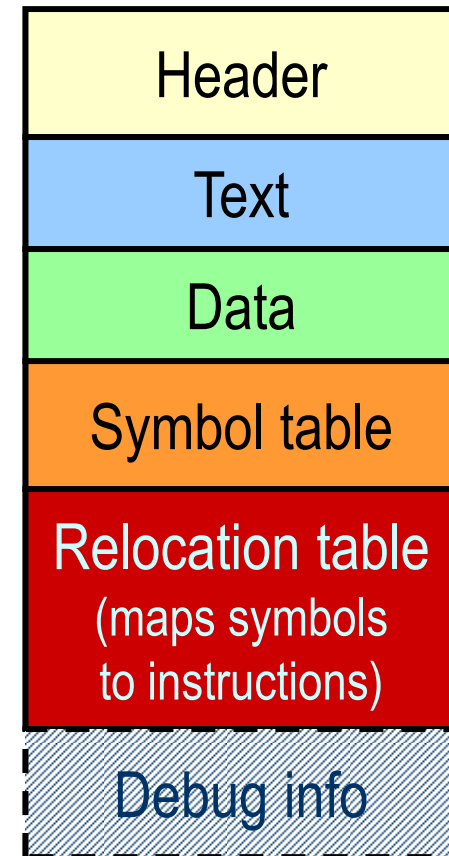 Header
Text
Data
Symbol table
Relocation table
(maps symbols
to instructions)
Debug info